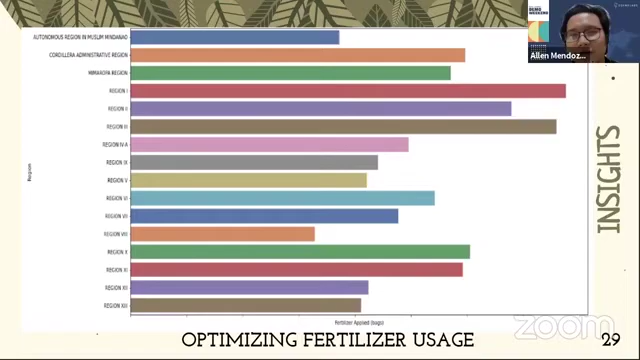 AUTONOMOUS REGION IN MUSLIM MINDANAO
CORDILLERA ADMINISTRATIVE REGION
MIMAROPA REGION
REGION I
REGION II
REGION III
REGION IV-A
REGION IX
REGION V
REGION VI
REGION VII
REGION VIII
REGION X
REGION XI
REGION XII
REGION XIII
Region
Fertilizer Applied (bags)
Allen Mendoz...
INSIGHTS
OPTIMIZING FERTILIZER USAGE
zoom
29